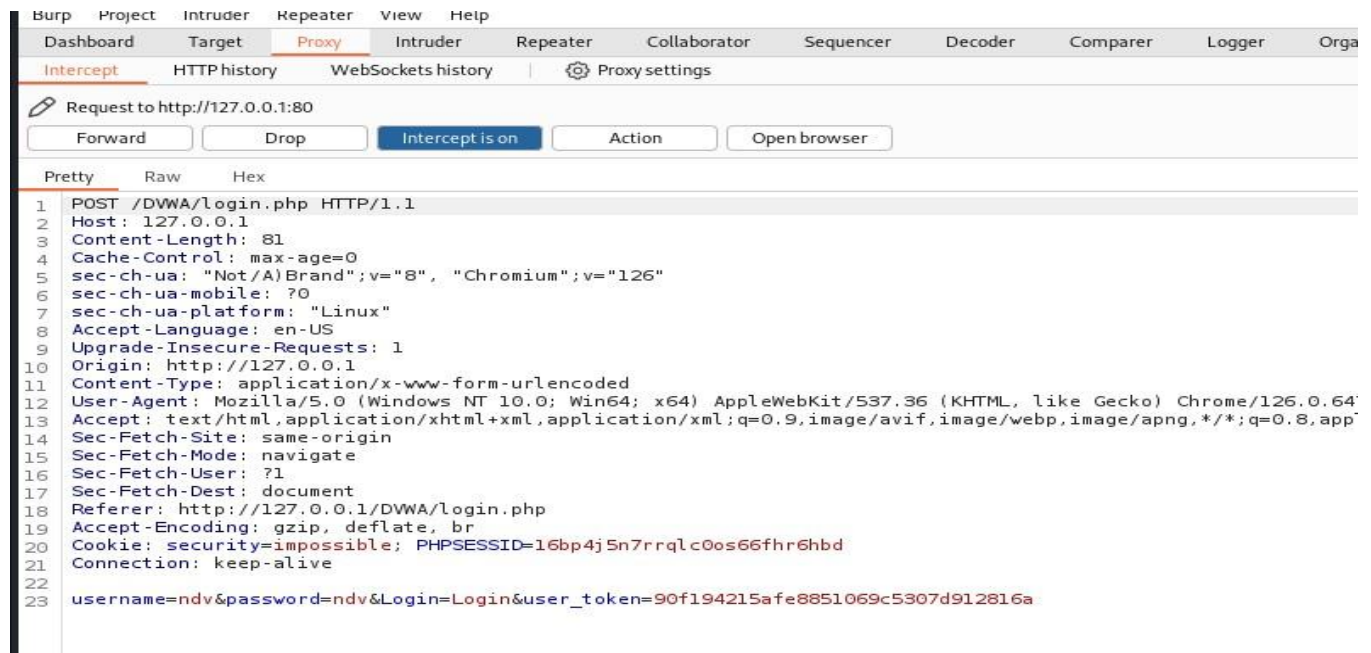 Burp Project Intruder Repeater View Help
Dashboard Target Proxy Intruder Repeater Collaborator Sequencer Decoder Comparer Logger Orga
Intercept HTTP history WebSockets history Proxy settings
Request to http://127.0.0.1:80
Forward Drop Intercept is on Action Open browser
Pretty Raw Hex
1 POST /DVWA/login.php HTTP/1.1
2 Host: 127.0.0.1
3 Content-Length: 81
4 Cache-Control: max-age=0
5 sec-ch-ua: "Not/A)Brand";v="8", "Chromium";v="126"
6 sec-ch-ua-mobile: ?0
7 sec-ch-ua-platform: "Linux"
8 Accept-Language: en-US
9 Upgrade-Insecure-Requests: 1
10 Origin: http://127.0.0.1
11 Content-Type: application/x-www-form-urlencoded
12 User-Agent: Mozilla/5.0 (Windows NT 10.0; Win64; x64) AppleWebKit/537.36 (KHTML, like Gecko) Chrome/126.0.647
13 Accept: text/html,application/xhtml+xml,application/xml;q=0.9,image/avif,image/webp,image/apng,*/*;q=0.8,appl
14 Sec-Fetch-Site: same-origin
15 Sec-Fetch-Mode: navigate
16 Sec-Fetch-User: ?1
17 Sec-Fetch-Dest: document
18 Referer: http://127.0.0.1/DVWA/login.php
19 Accept-Encoding: gzip, deflate, br
20 Cookie: security=impossible; PHPSESSID=16bp4j5n7rrqlc0os66fhr6hbd
21 Connection: keep-alive
22
23 username=ndv&password=ndv&Login=Login&user_token=90f194215afe8851069c5307d912816a